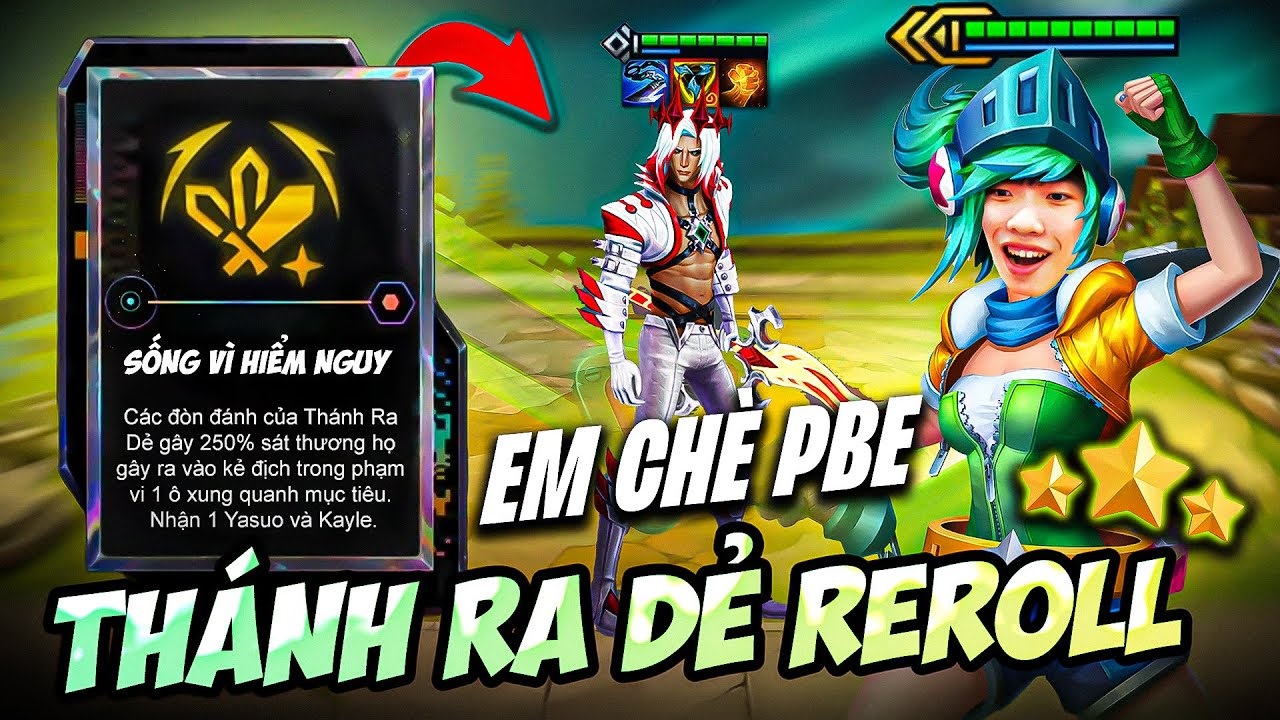 SỐNG VÌ HIỂM NGUY
Các đòn đánh của Thánh Ra
Dẻ gây 250% sát thương họ
gây ra vào kẻ địch trong phạm
vi 1 ô xung quanh mục tiêu.
Nhận 1 Yasuo và Kayle.
EM CHÈ PBE
THÁNH RA DẺ REROLL